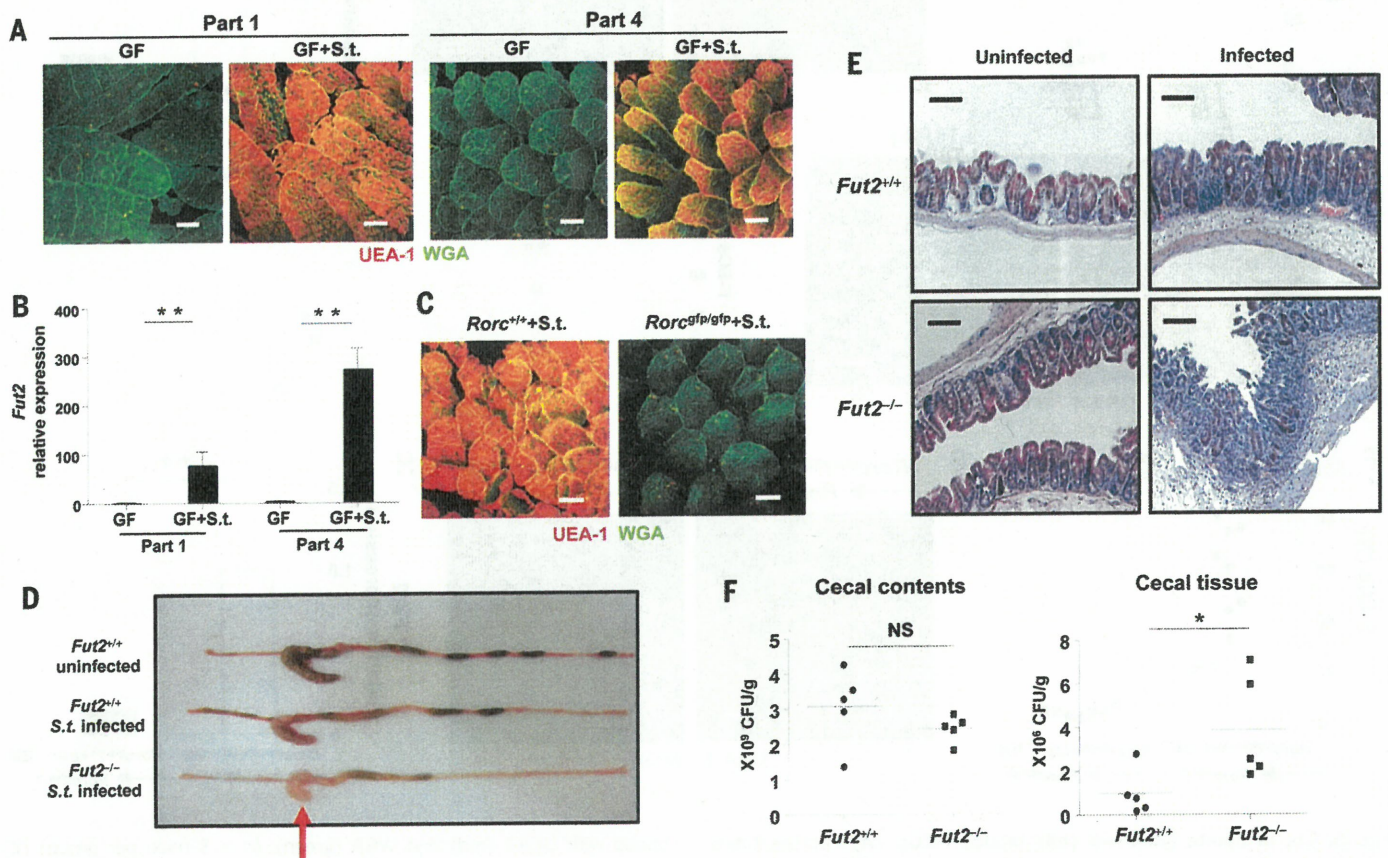 A
Part 1
Part 4
GF
GF+S.t.
GF
GF+S.t.
UEA-1 WGA
B
Fut2
relative expression
400
300
200
100
0
* *
* *
GF
GF+S.t.
GF
GF+S.t.
Part 1
Part 4
C
Rorc+/++S.t.
Rorcgfp/gfp+S.t.
UEA-1 WGA
D
Fut2+/+
uninfected
Fut2+/+
S.t. infected
Fut2–/–
S.t. infected
E
Uninfected
Infected
Fut2+/+
Fut2–/–
F
Cecal contents
NS
X10⁹ CFU/g
5
4
3
2
1
0
Fut2+/+
Fut2–/–
Cecal tissue
*
X10⁶ CFU/g
8
6
4
2
0
Fut2+/+
Fut2–/–